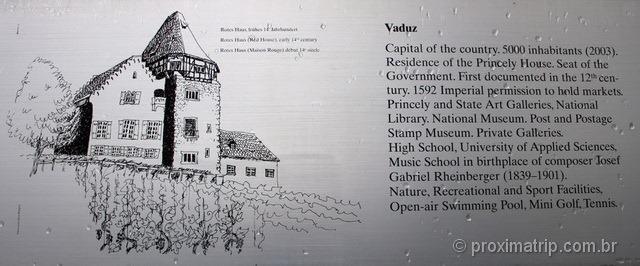 Rotes Haus, frühes 14. Jahrhundert
Rotes Haus (Red House), early 14th century
Rotes Haus (Maison Rouge) début 14e siècle
Vaduz
Capital of the country. 5000 inhabitants (2003).
Residence of the Princely House. Seat of the
Government. First documented in the 12th cen-
tury. 1592 Imperial permission to hold markets.
Princely and State Art Galleries, National
Library. National Museum. Post and Postage
Stamp Museum. Private Galleries.
High School, University of Applied Sciences,
Music School in birthplace of composer Josef
Gabriel Rheinberger (1839–1901).
Nature, Recreational and Sport Facilities,
Open-air Swimming Pool, Mini Golf, Tennis.
© proximatrip.com.br